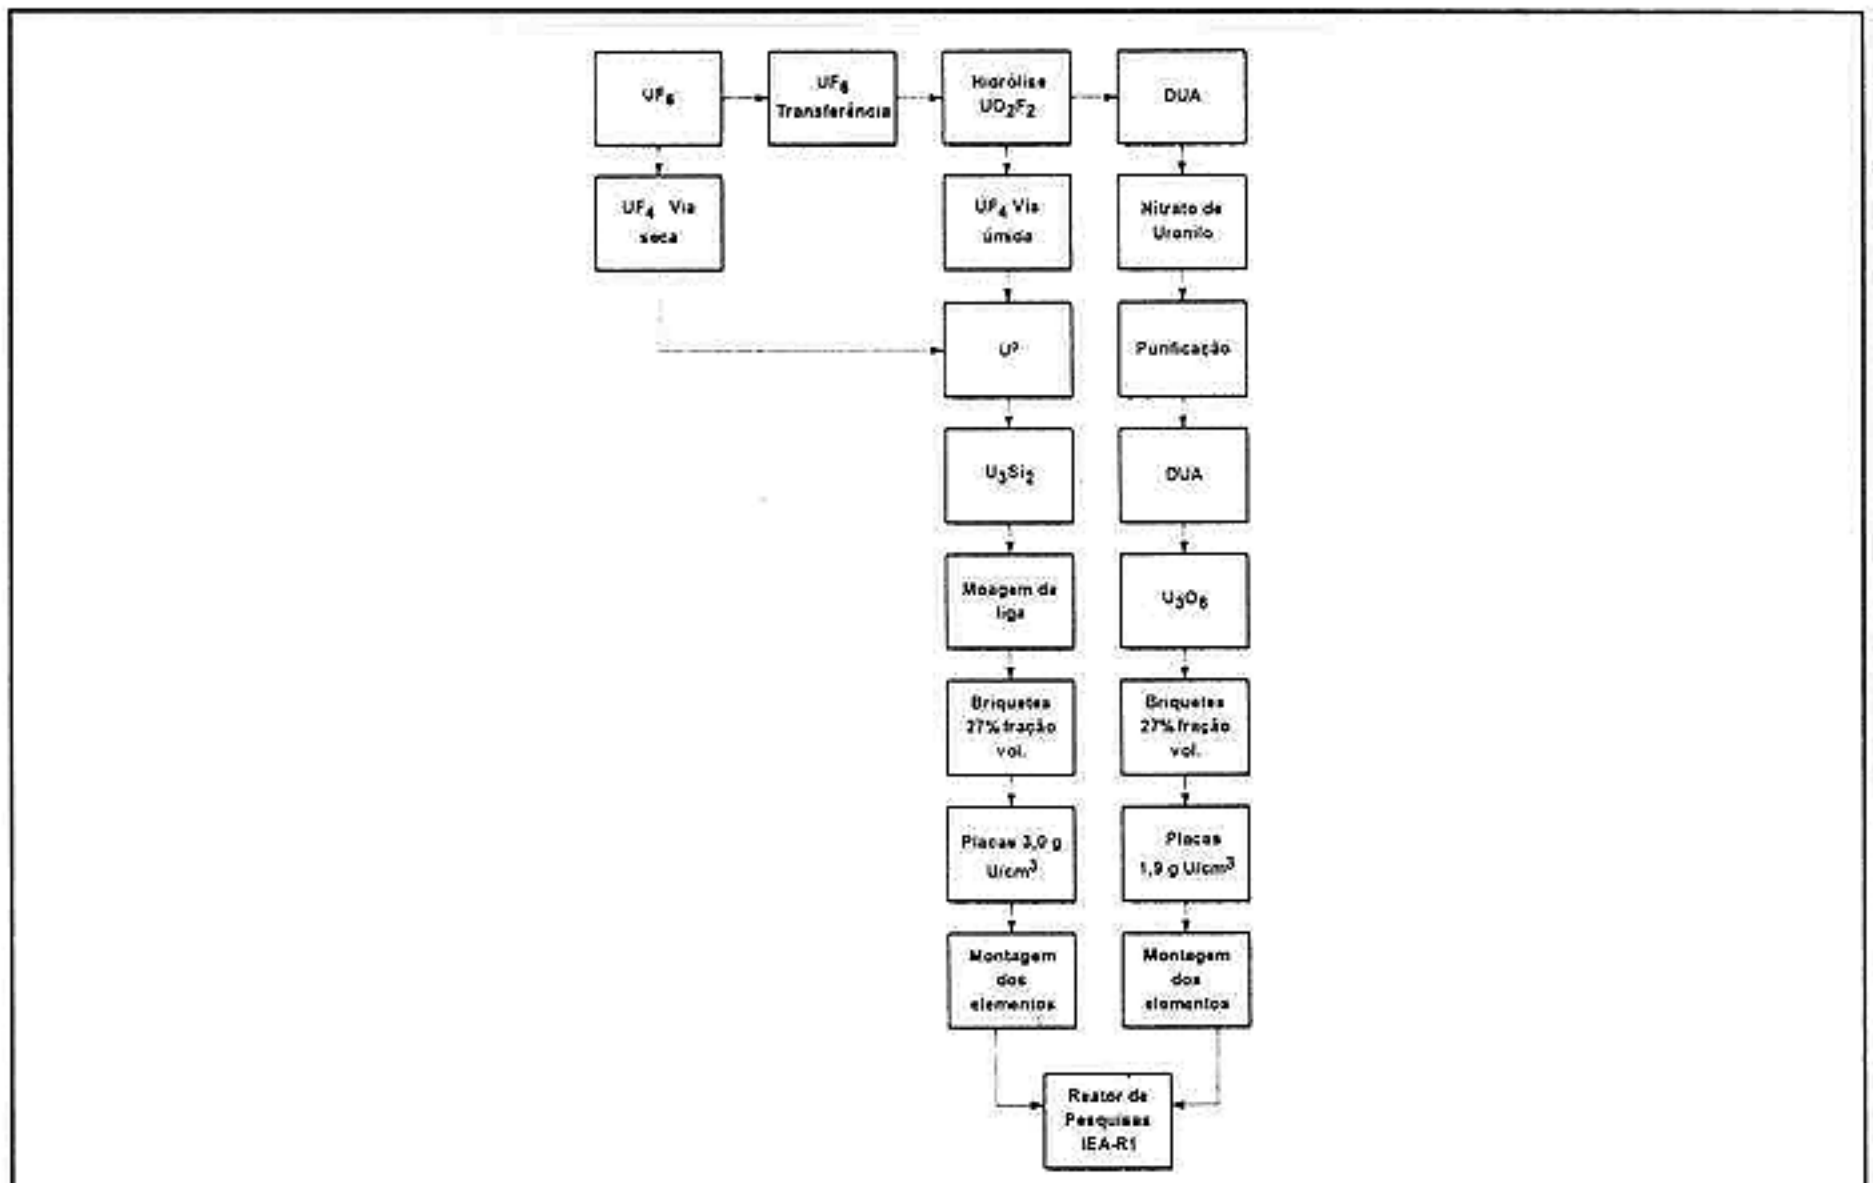 UF6
UF6
Transferência
Hidrólise
UO2F2
DUA
UF4 Via
seca
UF4 Via
úmida
Nitrato de
Uranilo
Uº
Purificação
U3Si2
DUA
Moagem da
liga
U3O8
Briquetes
27% fração
vol.
Briquetes
27% fração
vol.
Placas 3,0 g
U/cm3
Placas
1,9 g U/cm3
Montagem
dos
elementos
Montagem
dos
elementos
Reator de
Pesquisas
IEA-R1